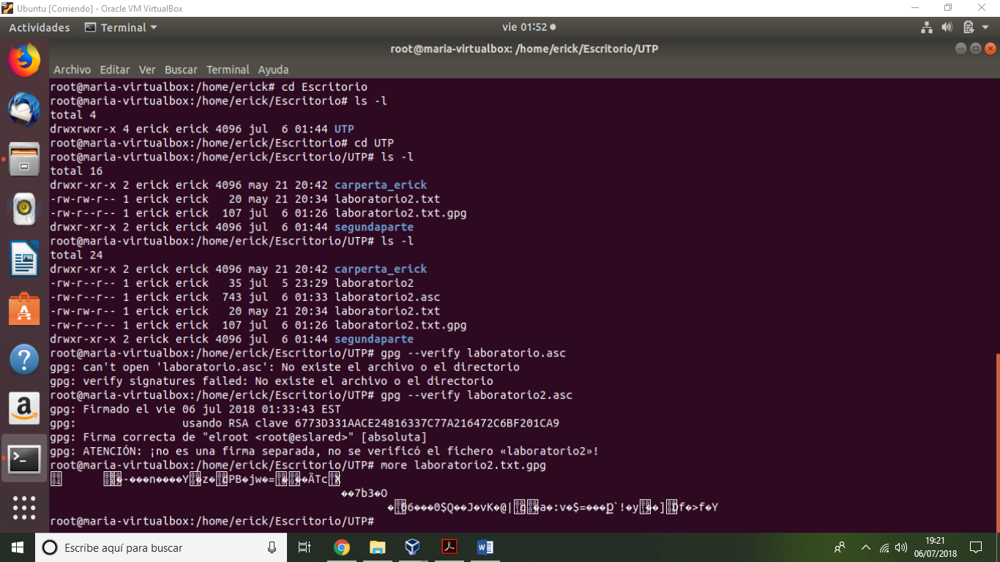 Ubuntu [Corriendo] - Oracle VM VirtualBox
Actividades Terminal vie 01:52
root@maria-virtualbox: /home/erick/Escritorio/UTP
Archivo Editar Ver Buscar Terminal Ayuda
root@maria-virtualbox:/home/erick# cd Escritorio
root@maria-virtualbox:/home/erick/Escritorio# ls -l
total 4
drwxrwxr-x 4 erick erick 4096 jul  6 01:44 UTP
root@maria-virtualbox:/home/erick/Escritorio# cd UTP
root@maria-virtualbox:/home/erick/Escritorio/UTP# ls -l
total 16
drwxr-xr-x 2 erick erick 4096 may 21 20:42 carperta_erick
-rw-rw-r-- 1 erick erick   20 may 21 20:34 laboratorio2.txt
-rw-r--r-- 1 erick erick  107 jul  6 01:26 laboratorio2.txt.gpg
drwxr-xr-x 2 erick erick 4096 jul  6 01:44 segundaparte
root@maria-virtualbox:/home/erick/Escritorio/UTP# ls -l
total 24
drwxr-xr-x 2 erick erick 4096 may 21 20:42 carperta_erick
-rw-r--r-- 1 erick erick   35 jul  5 23:29 laboratorio2
-rw-r--r-- 1 erick erick  743 jul  6 01:33 laboratorio2.asc
-rw-rw-r-- 1 erick erick   20 may 21 20:34 laboratorio2.txt
-rw-r--r-- 1 erick erick  107 jul  6 01:26 laboratorio2.txt.gpg
drwxr-xr-x 2 erick erick 4096 jul  6 01:44 segundaparte
root@maria-virtualbox:/home/erick/Escritorio/UTP# gpg --verify laboratorio.asc
gpg: can't open 'laboratorio.asc': No existe el archivo o el directorio
gpg: verify signatures failed: No existe el archivo o el directorio
root@maria-virtualbox:/home/erick/Escritorio/UTP# gpg --verify laboratorio2.asc
gpg: Firmado el vie 06 jul 2018 01:33:43 EST
gpg:                usando RSA clave 6773D331AACE24816337C77A216472C6BF201CA9
gpg: Firma correcta de "elroot <root@eslared>" [absoluta]
gpg: ATENCIÓN: ¡no es una firma separada, no se verificó el fichero «laboratorio2»!
root@maria-virtualbox:/home/erick/Escritorio/UTP# more laboratorio2.txt.gpg
��7b3�O
root@maria-virtualbox:/home/erick/Escritorio/UTP#
Escribe aquí para buscar
19:21
06/07/2018